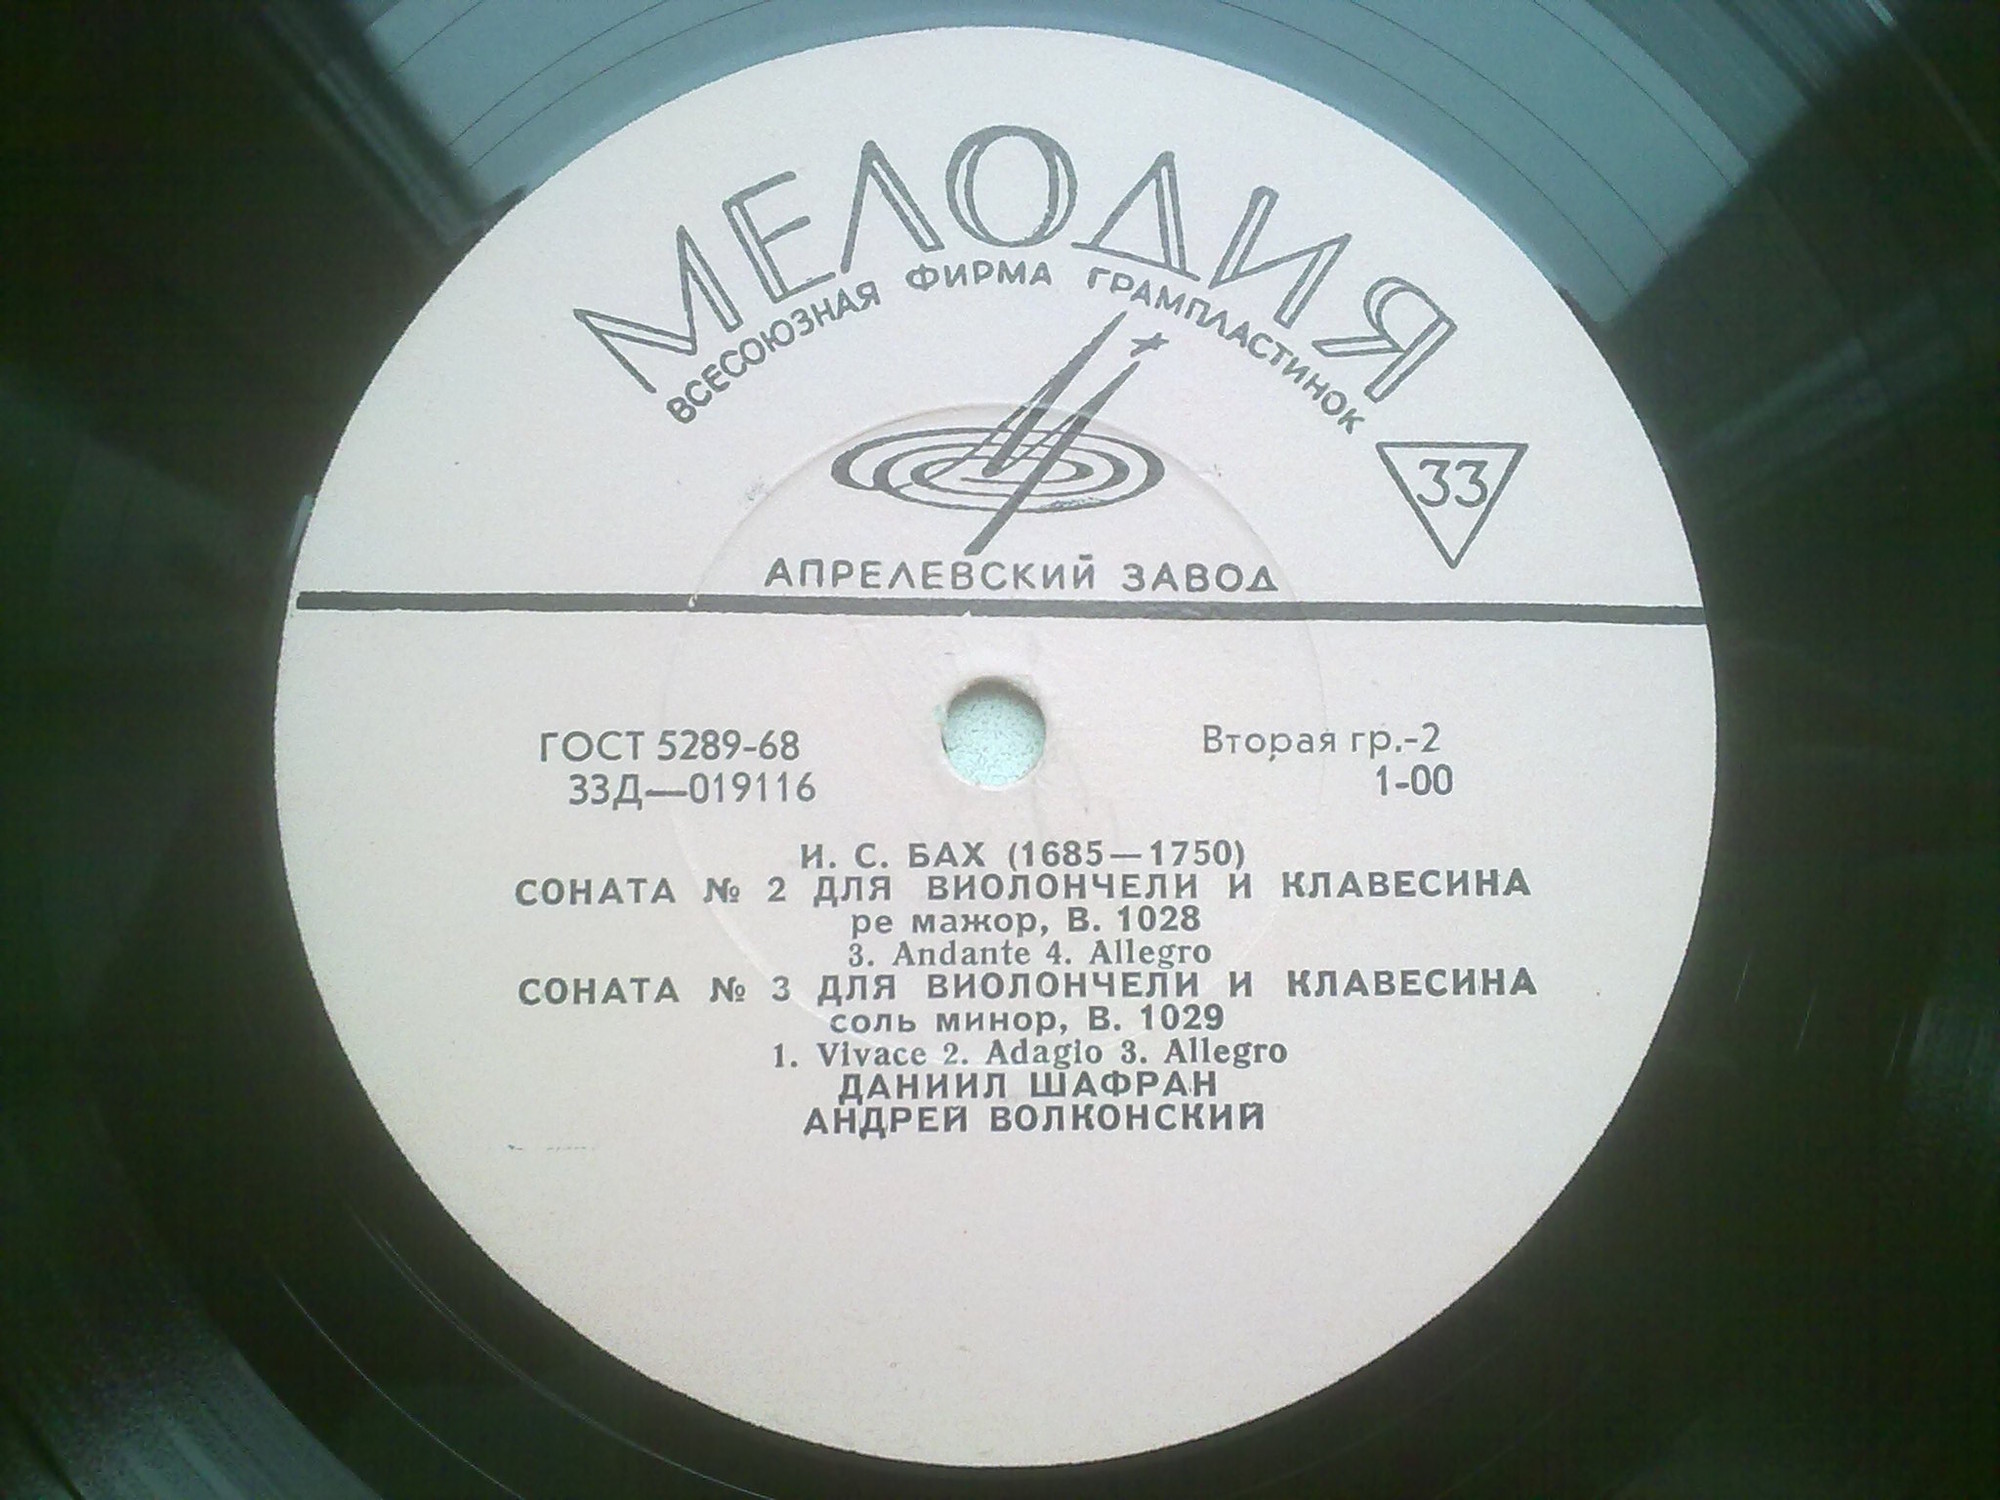 МЕЛОДИЯ
ВСЕСОЮЗНАЯ ФИРМА ГРАМПЛАСТИНОК
33
АПРЕЛЕВСКИЙ ЗАВОД
ГОСТ 5289-68
33Д—019116
Вторая гр.-2
1-00
И. С. БАХ (1685—1750)
СОНАТА № 2 ДЛЯ ВИОЛОНЧЕЛИ И КЛАВЕСИНА
ре мажор, В. 1028
3. Andante 4. Allegro
СОНАТА № 3 ДЛЯ ВИОЛОНЧЕЛИ И КЛАВЕСИНА
соль минор, В. 1029
1. Vivace 2. Adagio 3. Allegro
ДАНИИЛ ШАФРАН
АНДРЕЙ ВОЛКОНСКИЙ